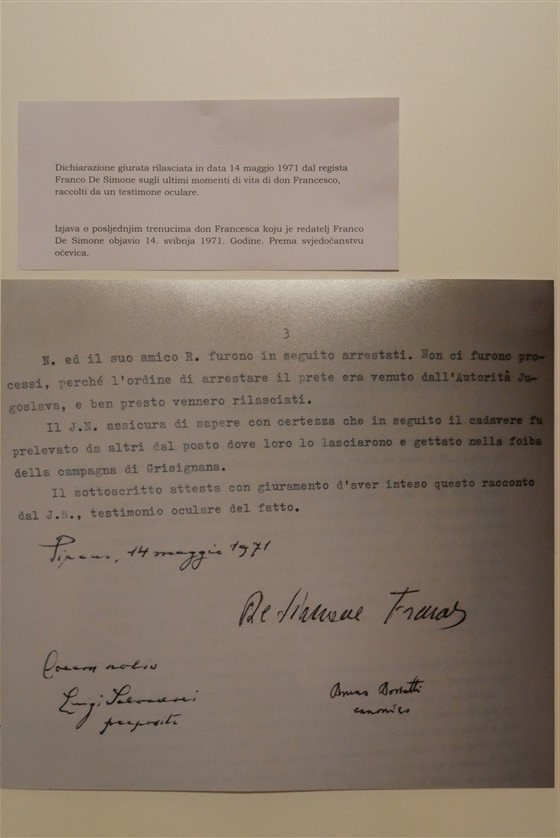 Dichiarazione giurata rilasciata in data 14 maggio 1971 dal regista
Franco De Simone sugli ultimi momenti di vita di don Francesco,
raccolti da un testimone oculare.
Izjava o posljednjim trenucima don Francesca koju je redatelj Franco
De Simone objavio 14. svibnja 1971. Godine. Prema svjedočanstvu
očevica.
3
N. ed il suo amico R. furono in seguito arrestati. Non ci furono pro-
cessi, perché l'ordine di arrestare il prete era venuto dall'Autorità Ju-
goslava, e ben presto vennero rilasciati.
Il J.N. assicura di sapere con certezza che in seguito il cadavere fu
prelevato da altri dal posto dove loro lo lasciarono e gettato nella foiba
della campagna di Grisignana.
Il sottoscritto attesta con giuramento d'aver inteso questo racconto
dal J.N., testimonio oculare del fatto.
14 maggio 1971
De Simone
Coram nobis
Luigi
Bruno
canonico